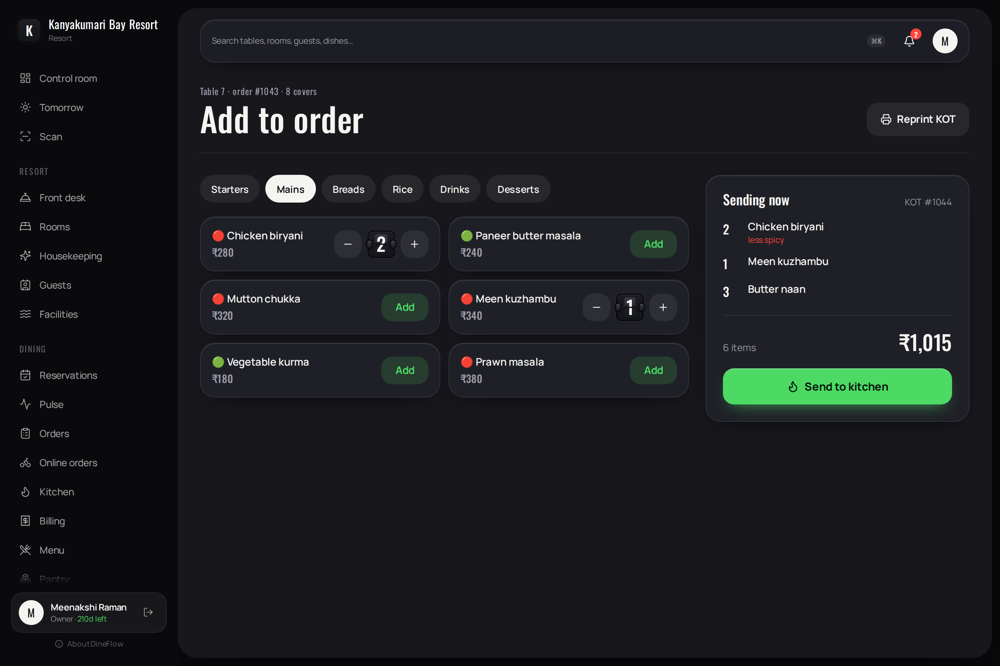 K
Kanyakumari Bay Resort
Resort
Control room
Tomorrow
Scan
RESORT
Front desk
Rooms
Housekeeping
Guests
Facilities
DINING
Reservations
Pulse
Orders
Online orders
Kitchen
Billing
Menu
Pantry
M
Meenakshi Raman
Owner · 210d left
About DineFlow
Search tables, rooms, guests, dishes...
⌘K
2
M
Table 7 · order #1043 · 8 covers
Add to order
Reprint KOT
Starters
Mains
Breads
Rice
Drinks
Desserts
Chicken biryani
₹280
−
2
+
Paneer butter masala
₹240
Add
Mutton chukka
₹320
Add
Meen kuzhambu
₹340
−
1
+
Vegetable kurma
₹180
Add
Prawn masala
₹380
Add
Sending now
KOT #1044
2 Chicken biryani
less spicy
1 Meen kuzhambu
3 Butter naan
6 items
₹1,015
Send to kitchen